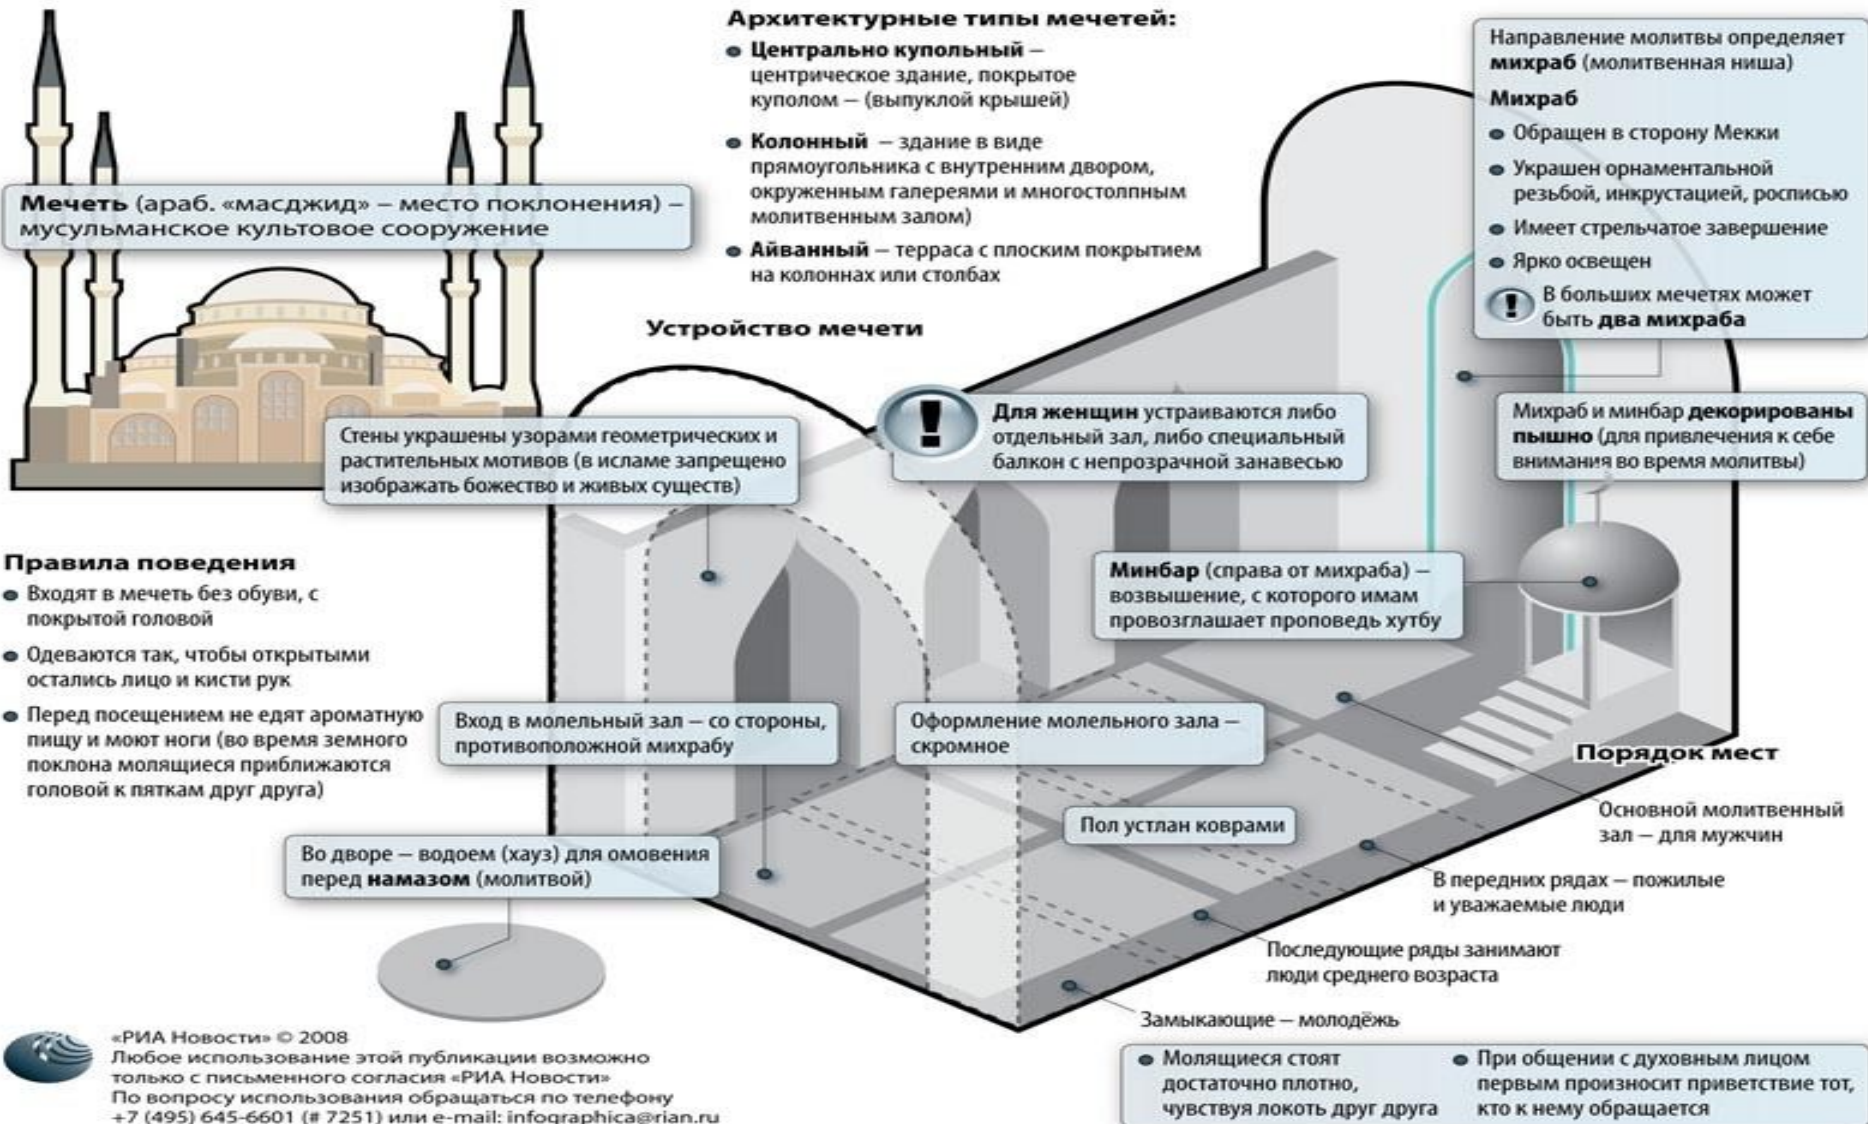 Архитектурные типы мечетей:
Центрально купольный –
центрическое здание, покрытое
куполом – (выпуклой крышей)
Колонный – здание в виде
прямоугольника с внутренним двором,
окруженным галереями и многостолпным
молитвенным залом)
Айванный – терраса с плоским покрытием
на колоннах или столбах
Мечеть (араб. «масджид» – место поклонения) –
мусульманское культовое сооружение
Направление молитвы определяет
михраб (молитвенная ниша)
Михраб
Обращен в сторону Мекки
Украшен орнаментальной
резьбой, инкрустацией, росписью
Имеет стрельчатое завершение
Ярко освещен
! В больших мечетях может
быть два михраба
Устройство мечети
Стены украшены узорами геометрических и
растительных мотивов (в исламе запрещено
изображать божество и живых существ)
! Для женщин устраиваются либо
отдельный зал, либо специальный
балкон с непрозрачной занавесью
Михраб и минбар декорированы
пышно (для привлечения к себе
внимания во время молитвы)
Минбар (справа от михраба) –
возвышение, с которого имам
провозглашает проповедь хутбу
Правила поведения
Входят в мечеть без обуви, с
покрытой головой
Одеваются так, чтобы открытыми
остались лицо и кисти рук
Перед посещением не едят ароматную
пищу и моют ноги (во время земного
поклона молящиеся приближаются
головой к пяткам друг друга)
Вход в молельный зал – со стороны,
противоположной михрабу
Оформление молельного зала –
скромное
Пол устлан коврами
Во дворе – водоем (хауз) для омовения
перед намазом (молитвой)
Порядок мест
Основной молитвенный
зал – для мужчин
В передних рядах – пожилые
и уважаемые люди
Последующие ряды занимают
люди среднего возраста
Замыкающие – молодёжь
Молящиеся стоят
достаточно плотно,
чувствуя локоть друг друга
При общении с духовным лицом
первым произносит приветствие тот,
кто к нему обращается
«РИА Новости» © 2008
Любое использование этой публикации возможно
только с письменного согласия «РИА Новости»
По вопросу использования обращаться по телефону
+7 (495) 645-6601 (# 7251) или e-mail: infographica@rian.ru